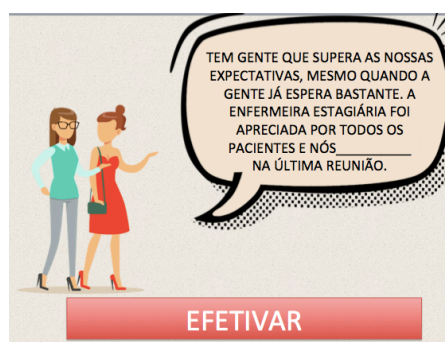 TEM GENTE QUE SUPERA AS NOSSAS
EXPECTATIVAS, MESMO QUANDO A
GENTE JÁ ESPERA BASTANTE. A
ENFERMEIRA ESTAGIÁRIA FOI
APRECIADA POR TODOS OS
PACIENTES E NÓS___________
NA ÚLTIMA REUNIÃO.
EFETIVAR